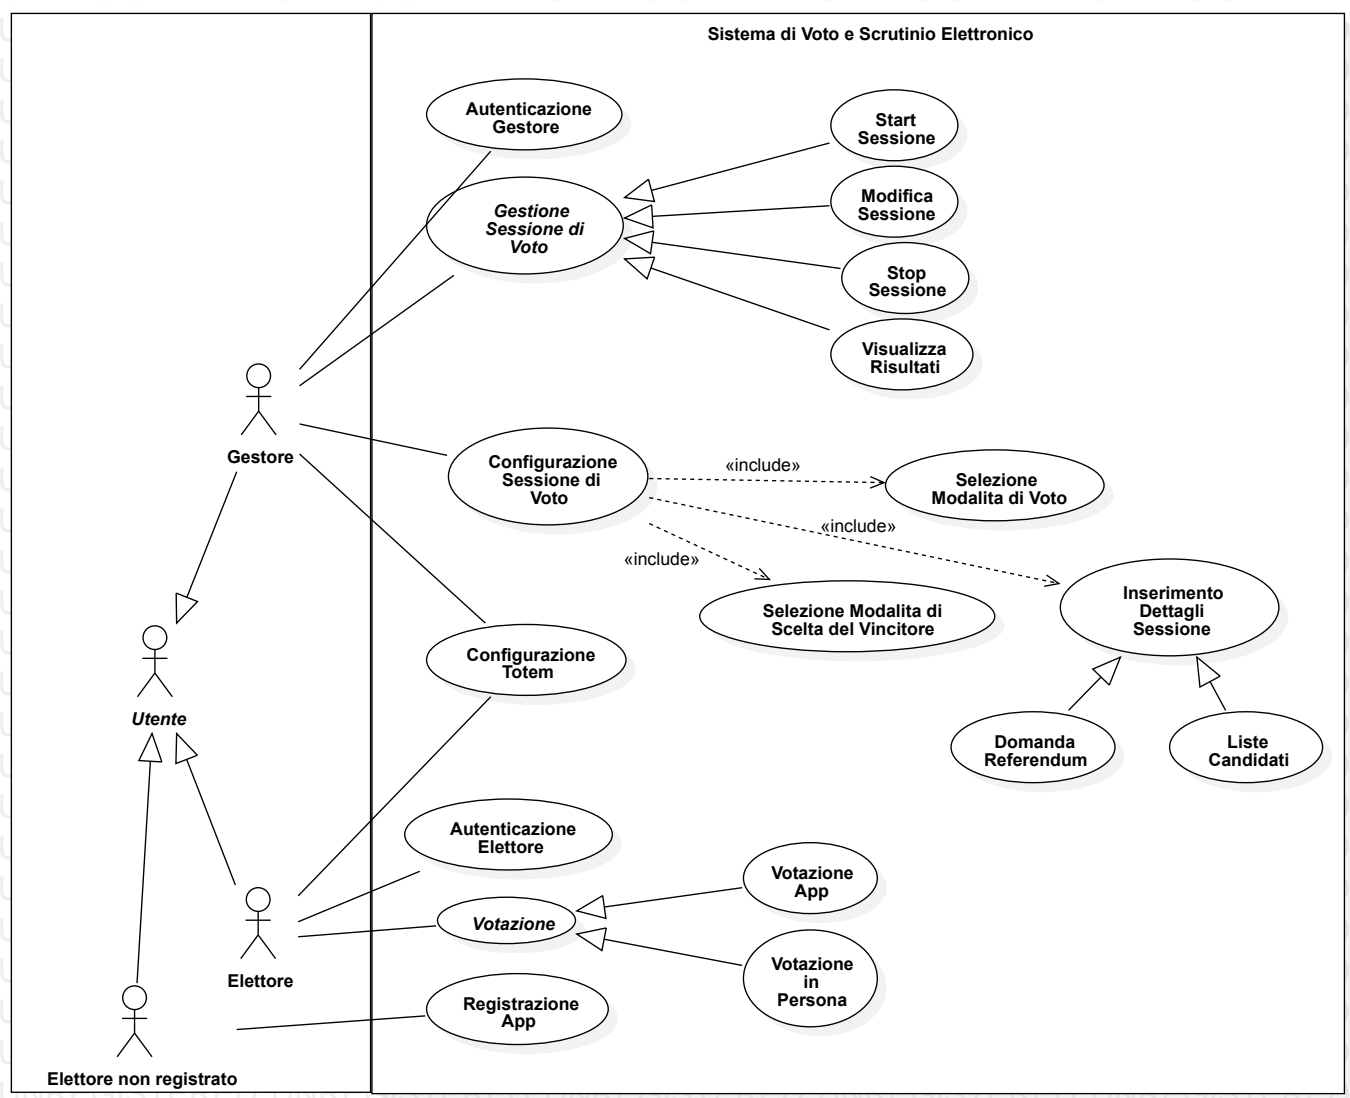 Sistema di Voto e Scrutinio Elettronico
Autenticazione
Gestore
Start
Sessione
Gestione
Sessione di
Voto
Modifica
Sessione
Stop
Sessione
Visualizza
Risultati
Gestore
Configurazione
Sessione di
Voto
«include»
Selezione
Modalita di Voto
«include»
«include»
Selezione Modalita di
Scelta del Vincitore
Inserimento
Dettagli
Sessione
Configurazione
Totem
Utente
Domanda
Referendum
Liste
Candidati
Autenticazione
Elettore
Votazione
App
Votazione
Votazione
in
Persona
Elettore
Registrazione
App
Elettore non registrato